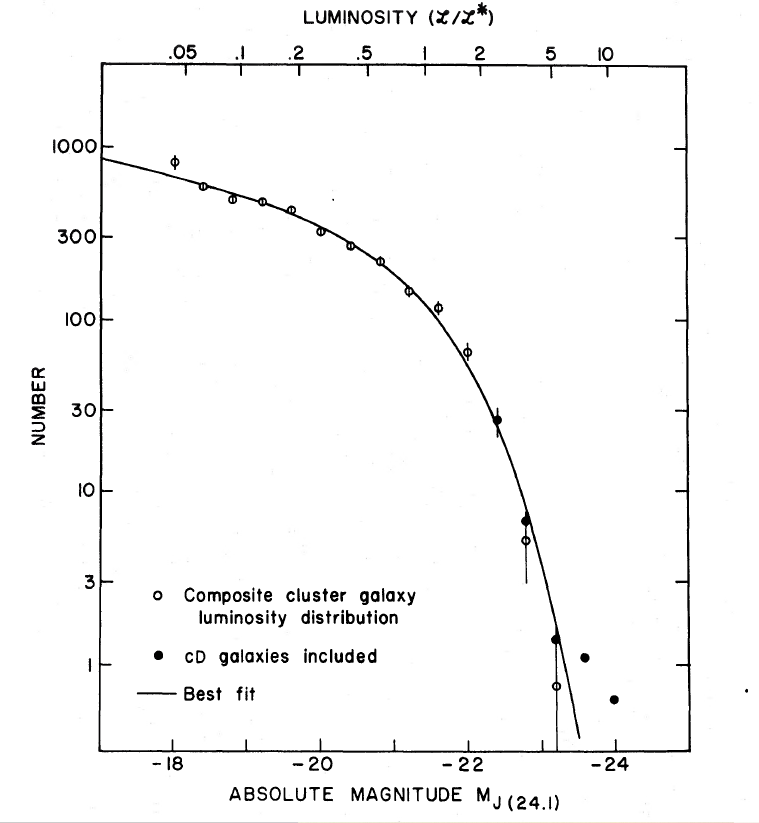 LUMINOSITY (ℒ/ℒ*)
.05 .1 .2 .5 1 2 5 10
1000
300
100
30
10
3
1
NUMBER
Composite cluster galaxy
luminosity distribution
cD galaxies included
Best fit
-18 -20 -22 -24
ABSOLUTE MAGNITUDE M_J(24.1)